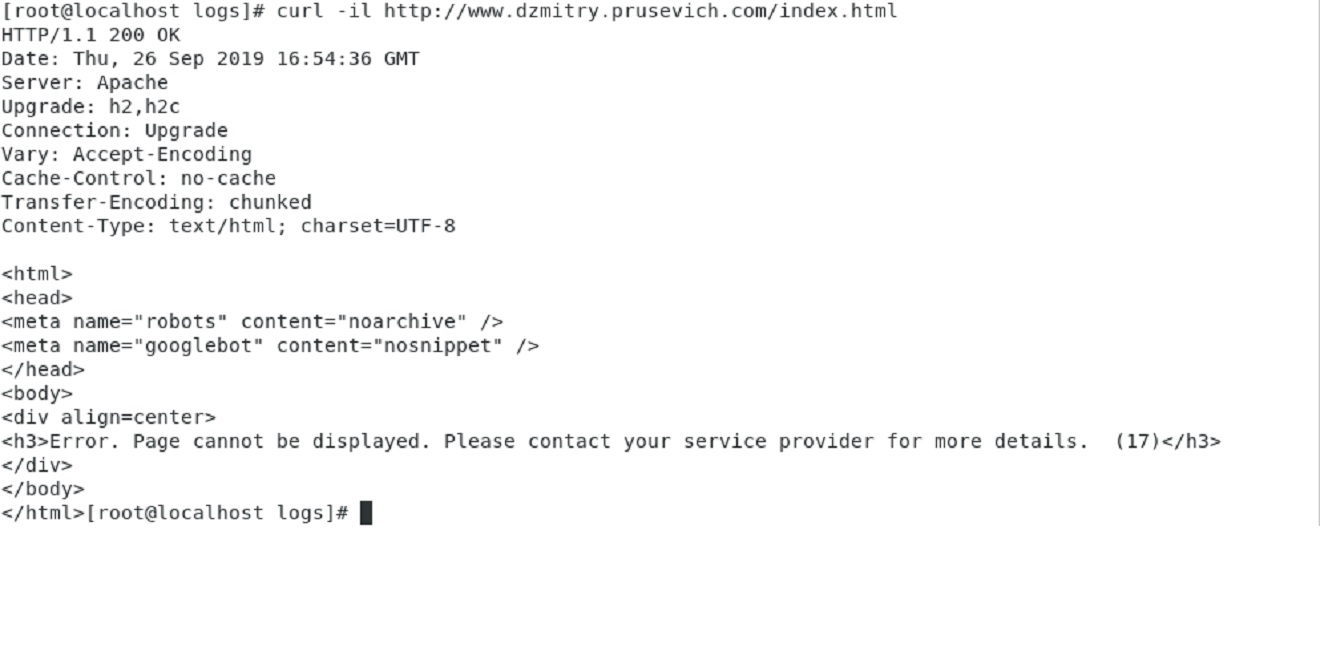 [root@localhost logs]# curl -il http://www.dzmitry.prusevich.com/index.html
HTTP/1.1 200 OK
Date: Thu, 26 Sep 2019 16:54:36 GMT
Server: Apache
Upgrade: h2,h2c
Connection: Upgrade
Vary: Accept-Encoding
Cache-Control: no-cache
Transfer-Encoding: chunked
Content-Type: text/html; charset=UTF-8

<html>
<head>
<meta name="robots" content="noarchive" />
<meta name="googlebot" content="nosnippet" />
</head>
<body>
<div align=center>
<h3>Error. Page cannot be displayed. Please contact your service provider for more details.  (17)</h3>
</div>
</body>
</html>[root@localhost logs]#